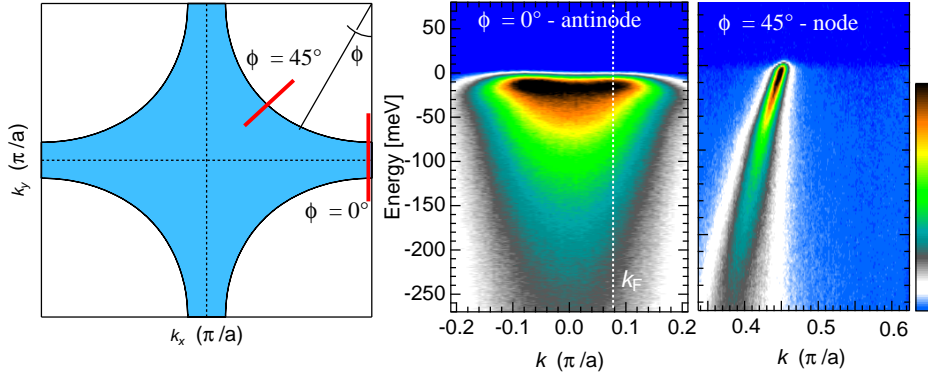 ϕ = 45°
ϕ
ϕ = 0°
k_y (π/a)
k_x (π/a)
ϕ = 0° - antinode
k_F
Energy [meV]
50
0
-50
-100
-150
-200
-250
-0.2
-0.1
0.0
0.1
0.2
k (π/a)
ϕ = 45° - node
0.4
0.5
0.6
k (π/a)